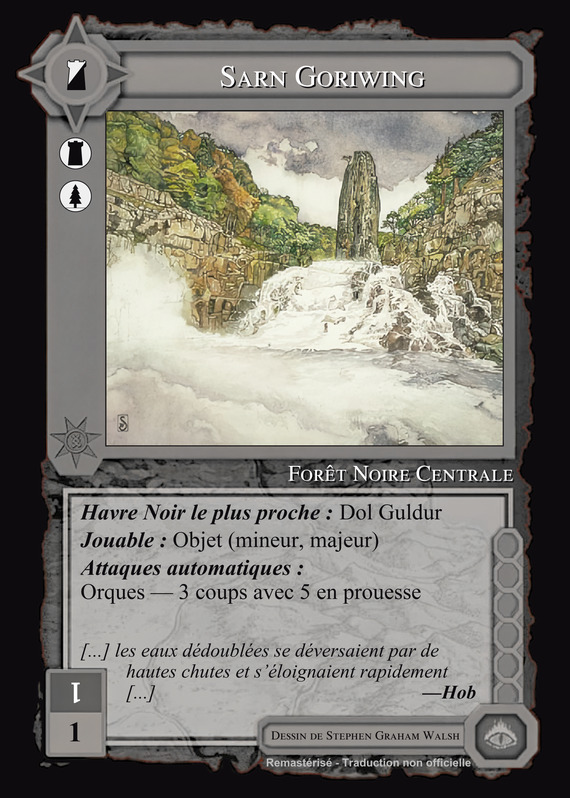 SARN GORIWING
FORÊT NOIRE CENTRALE
Havre Noir le plus proche : Dol Guldur
Jouable : Objet (mineur, majeur)
Attaques automatiques :
Orques — 3 coups avec 5 en prouesse
[...] les eaux dédoublées se déversaient par de
hautes chutes et s’éloignaient rapidement
[...] —Hob
1
1
DESSIN DE STEPHEN GRAHAM WALSH
Remastérisé - Traduction non officielle